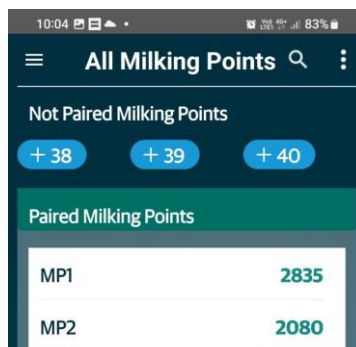 10:04 83%
All Milking Points
Not Paired Milking Points
+ 38 + 39 + 40
Paired Milking Points
MP1 2835
MP2 2080